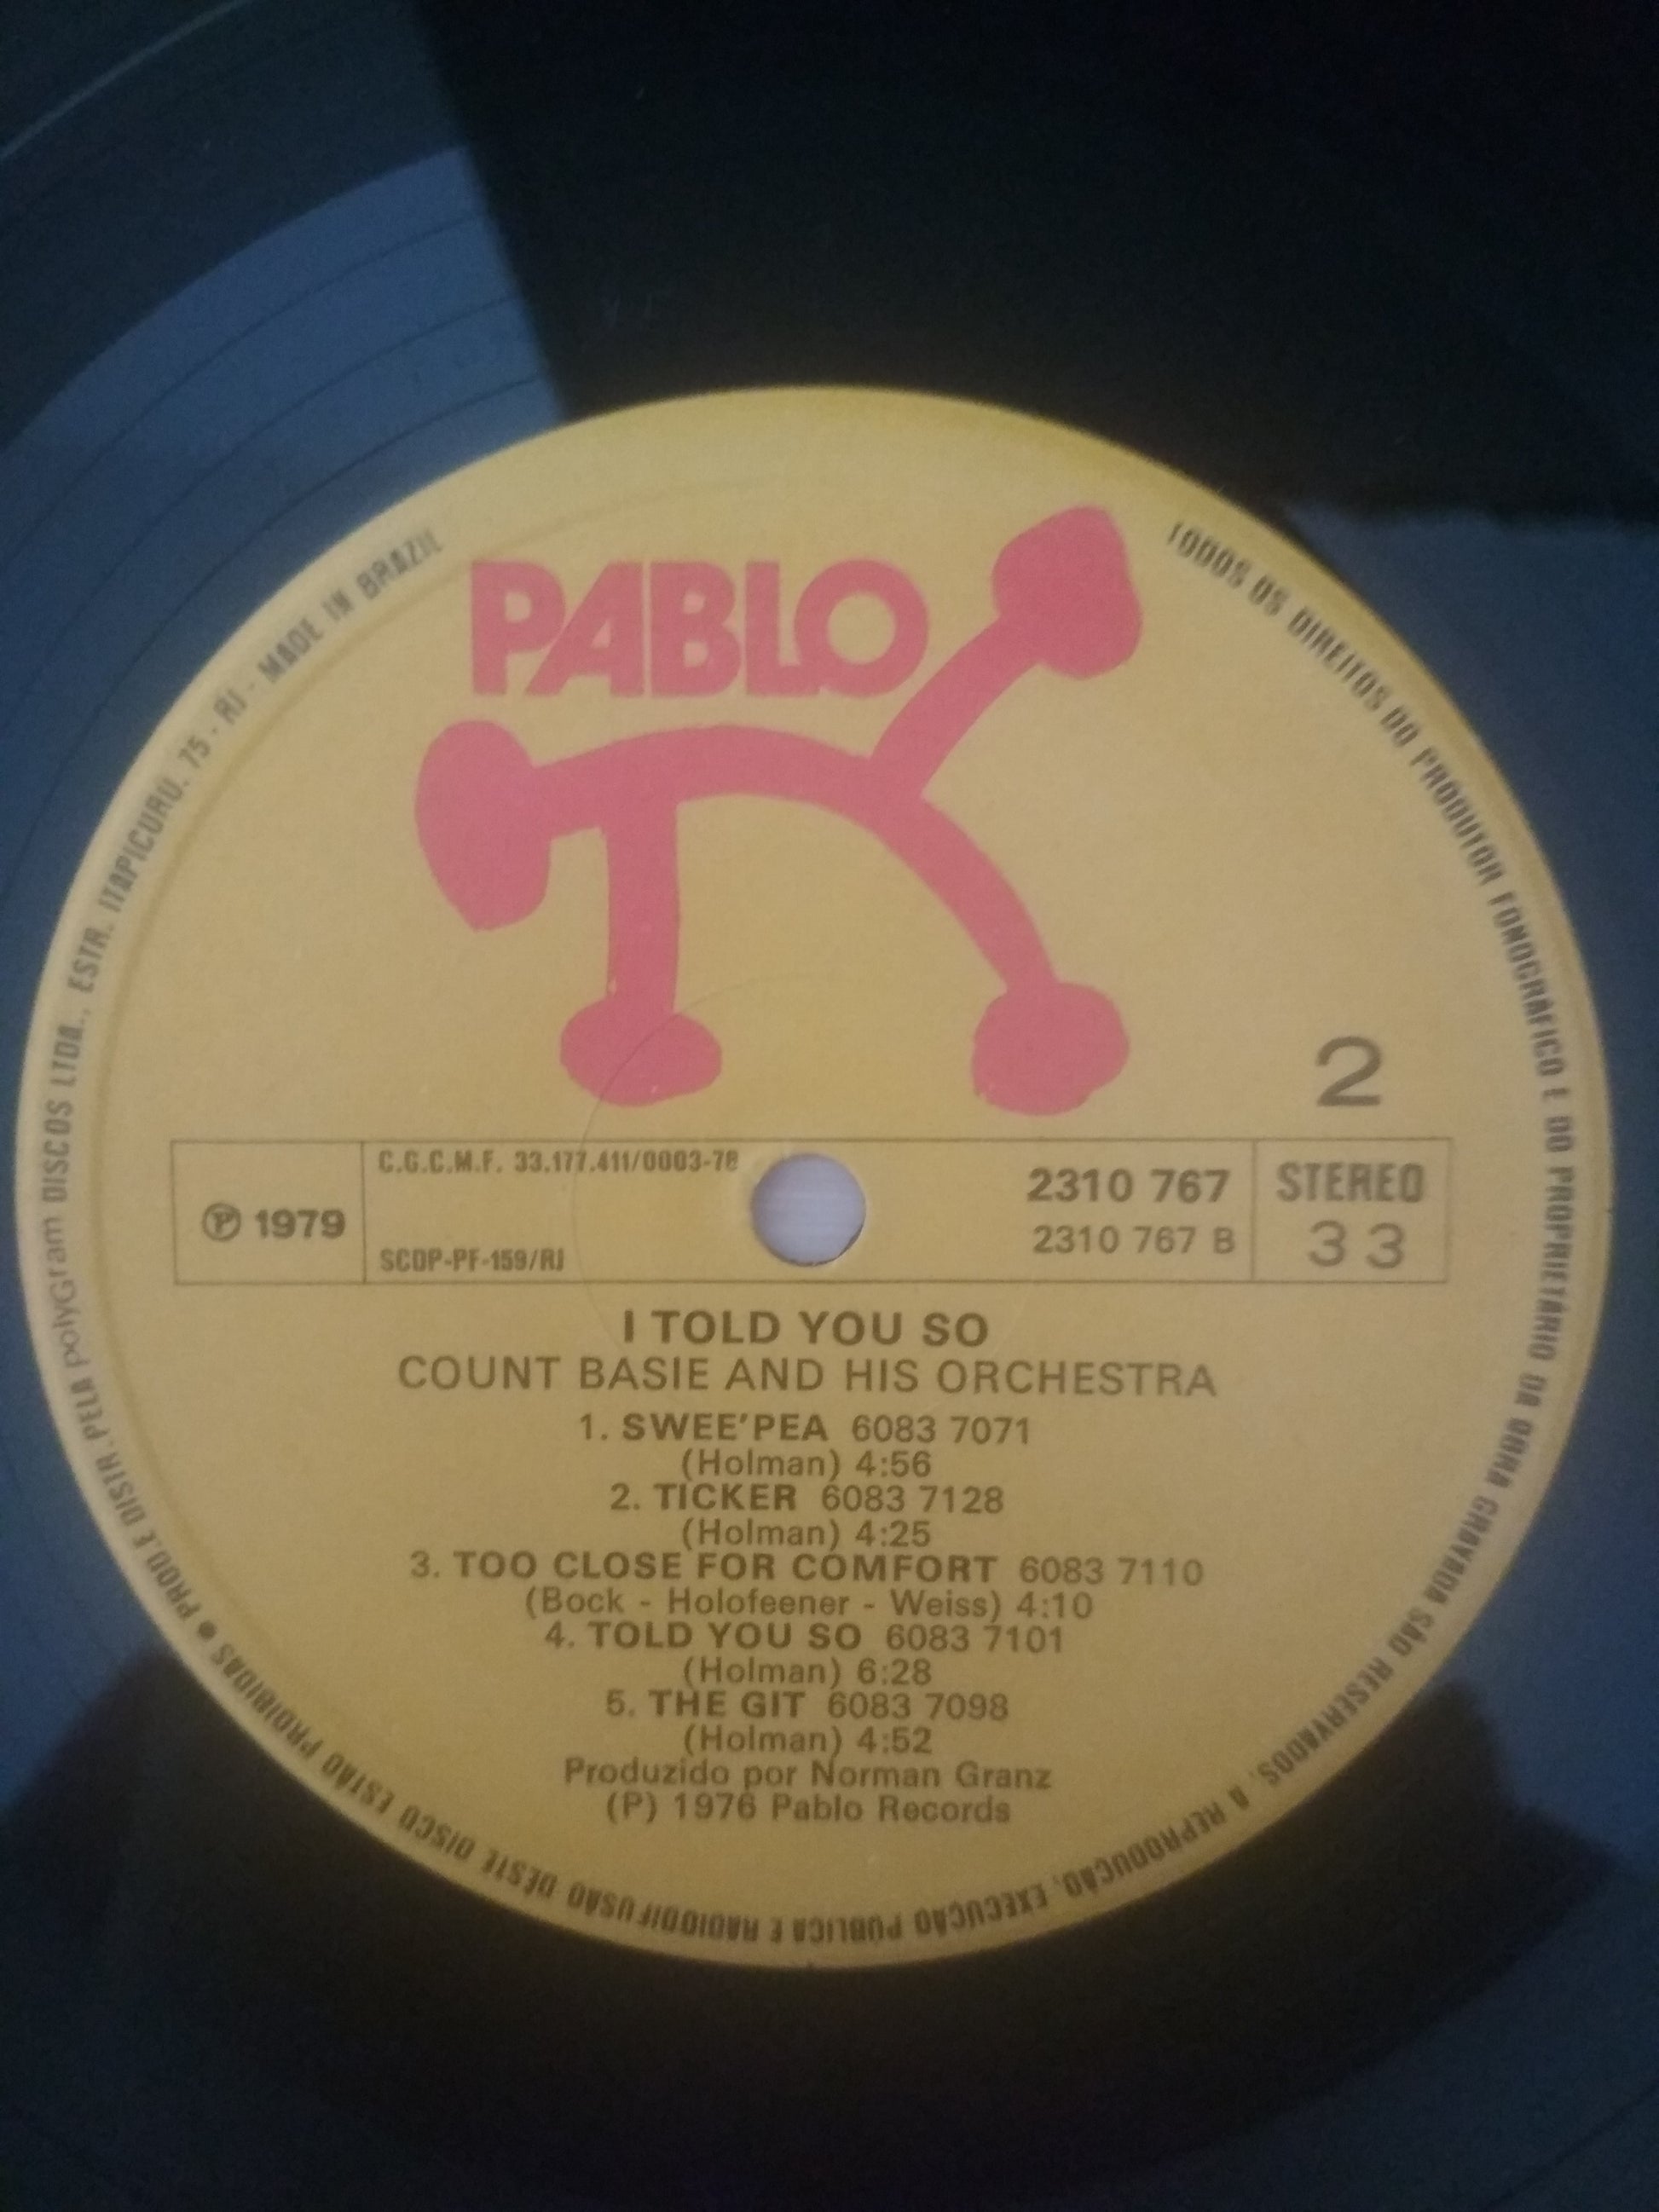 PABLO
TODOS OS DIREITOS DO PRODUTOR FONOGRÁFICO E DO PROPRIETÁRIO DA OBRA GRAVADA SÃO RESERVADOS. A REPRODUÇÃO, EXECUÇÃO PÚBLICA E RADIODIFUSÃO DESTE DISCO ESTÃO PROIBIDAS ● PROD. E DISTR. PELA polyGram DISCOS LTDA., ESTR. ITAPICURU, 75 - RJ - MADE IN BRAZIL
2
℗ 1979
C.G.C.M.F. 33.177.411/0003-78
SCDP-PF-159/RJ
2310 767
2310 767 B
STEREO
33
I TOLD YOU SO
COUNT BASIE AND HIS ORCHESTRA
1. SWEE'PEA 6083 7071
(Holman) 4:56
2. TICKER 6083 7128
(Holman) 4:25
3. TOO CLOSE FOR COMFORT 6083 7110
(Bock - Holofeener - Weiss) 4:10
4. TOLD YOU SO 6083 7101
(Holman) 6:28
5. THE GIT 6083 7098
(Holman) 4:52
Produzido por Norman Granz
(P) 1976 Pablo Records